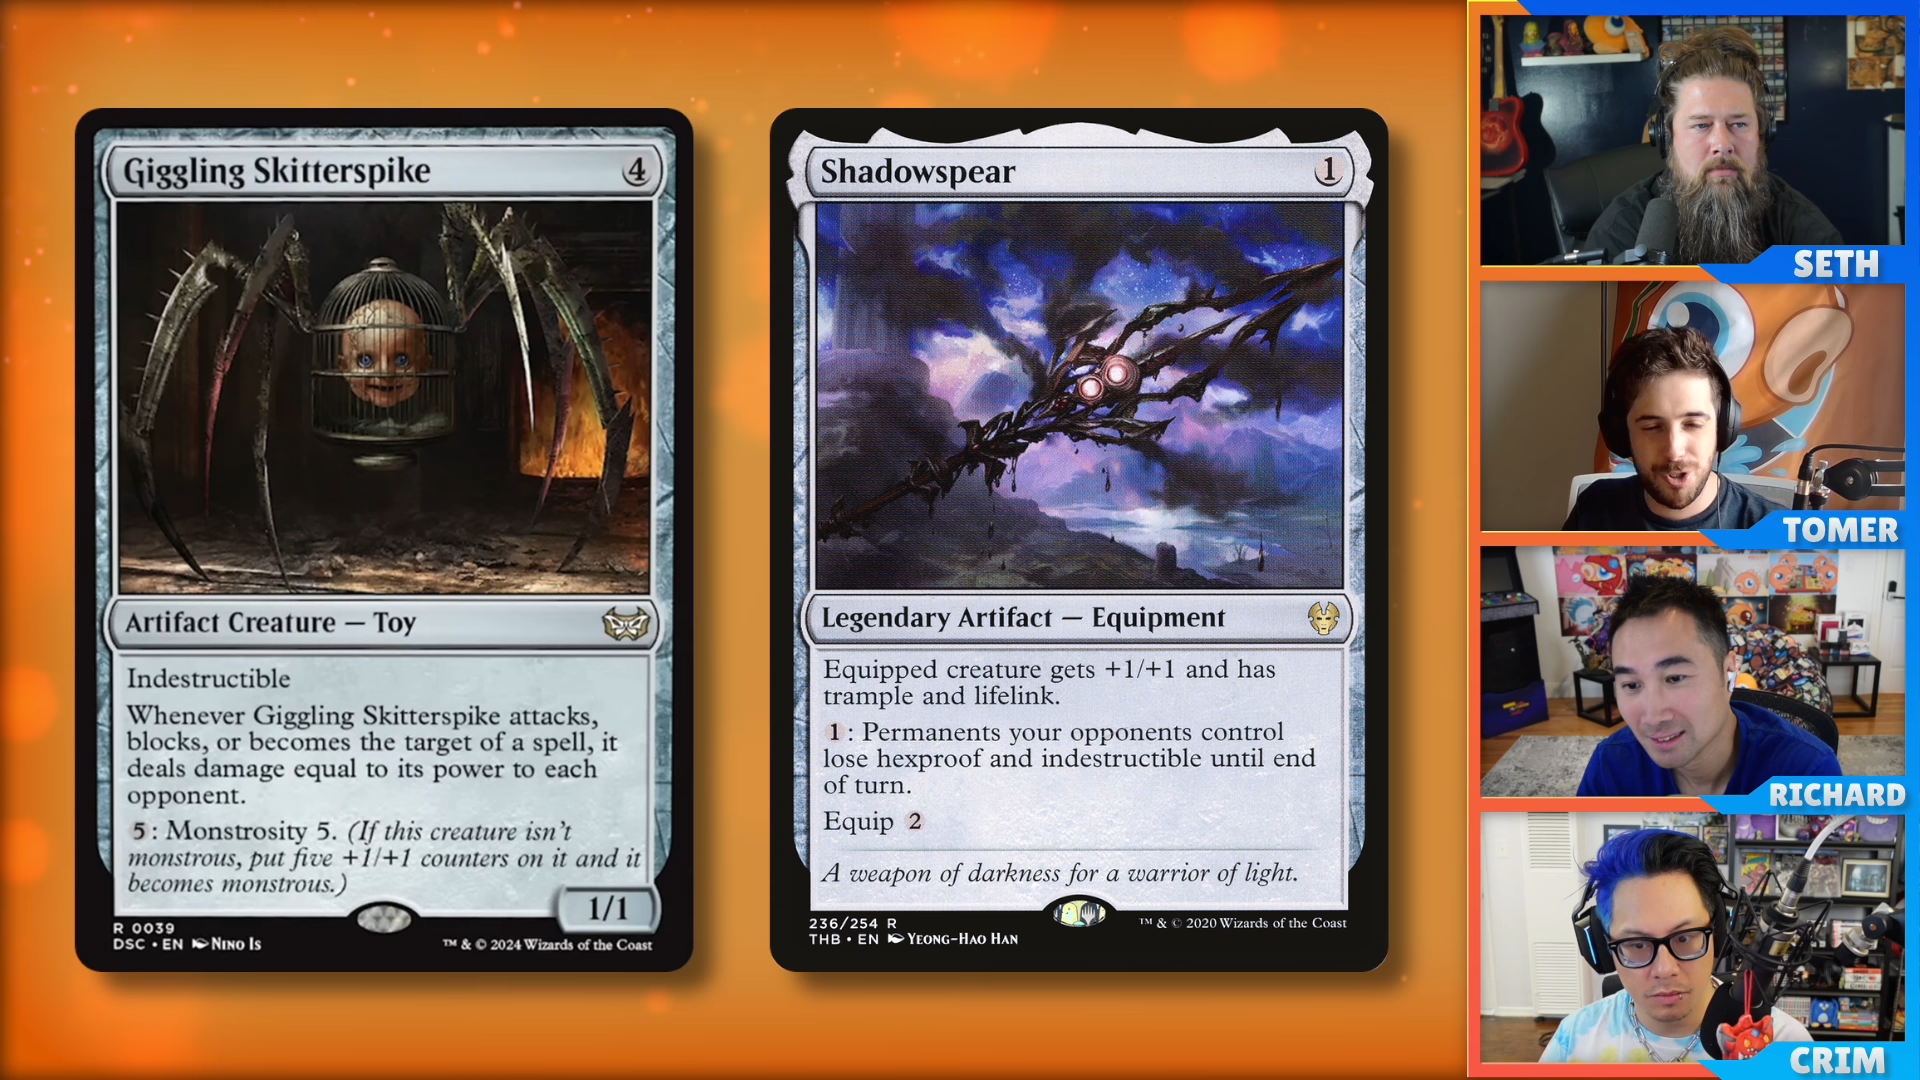 Giggling Skitterspike 4
Artifact Creature — Toy
Indestructible
Whenever Giggling Skitterspike attacks,
blocks, or becomes the target of a spell, it
deals damage equal to its power to each
opponent.
5: Monstrosity 5. (If this creature isn't
monstrous, put five +1/+1 counters on it and it
becomes monstrous.)
1/1
R 0039
DSC • EN Nino Is
™ & © 2024 Wizards of the Coast
Shadowspear 1
Legendary Artifact — Equipment
Equipped creature gets +1/+1 and has
trample and lifelink.
1: Permanents your opponents control
lose hexproof and indestructible until end
of turn.
Equip 2
A weapon of darkness for a warrior of light.
236/254 R
THB • EN Yeong-Hao Han
™ & © 2020 Wizards of the Coast
SETH
TOMER
RICHARD
CRIM